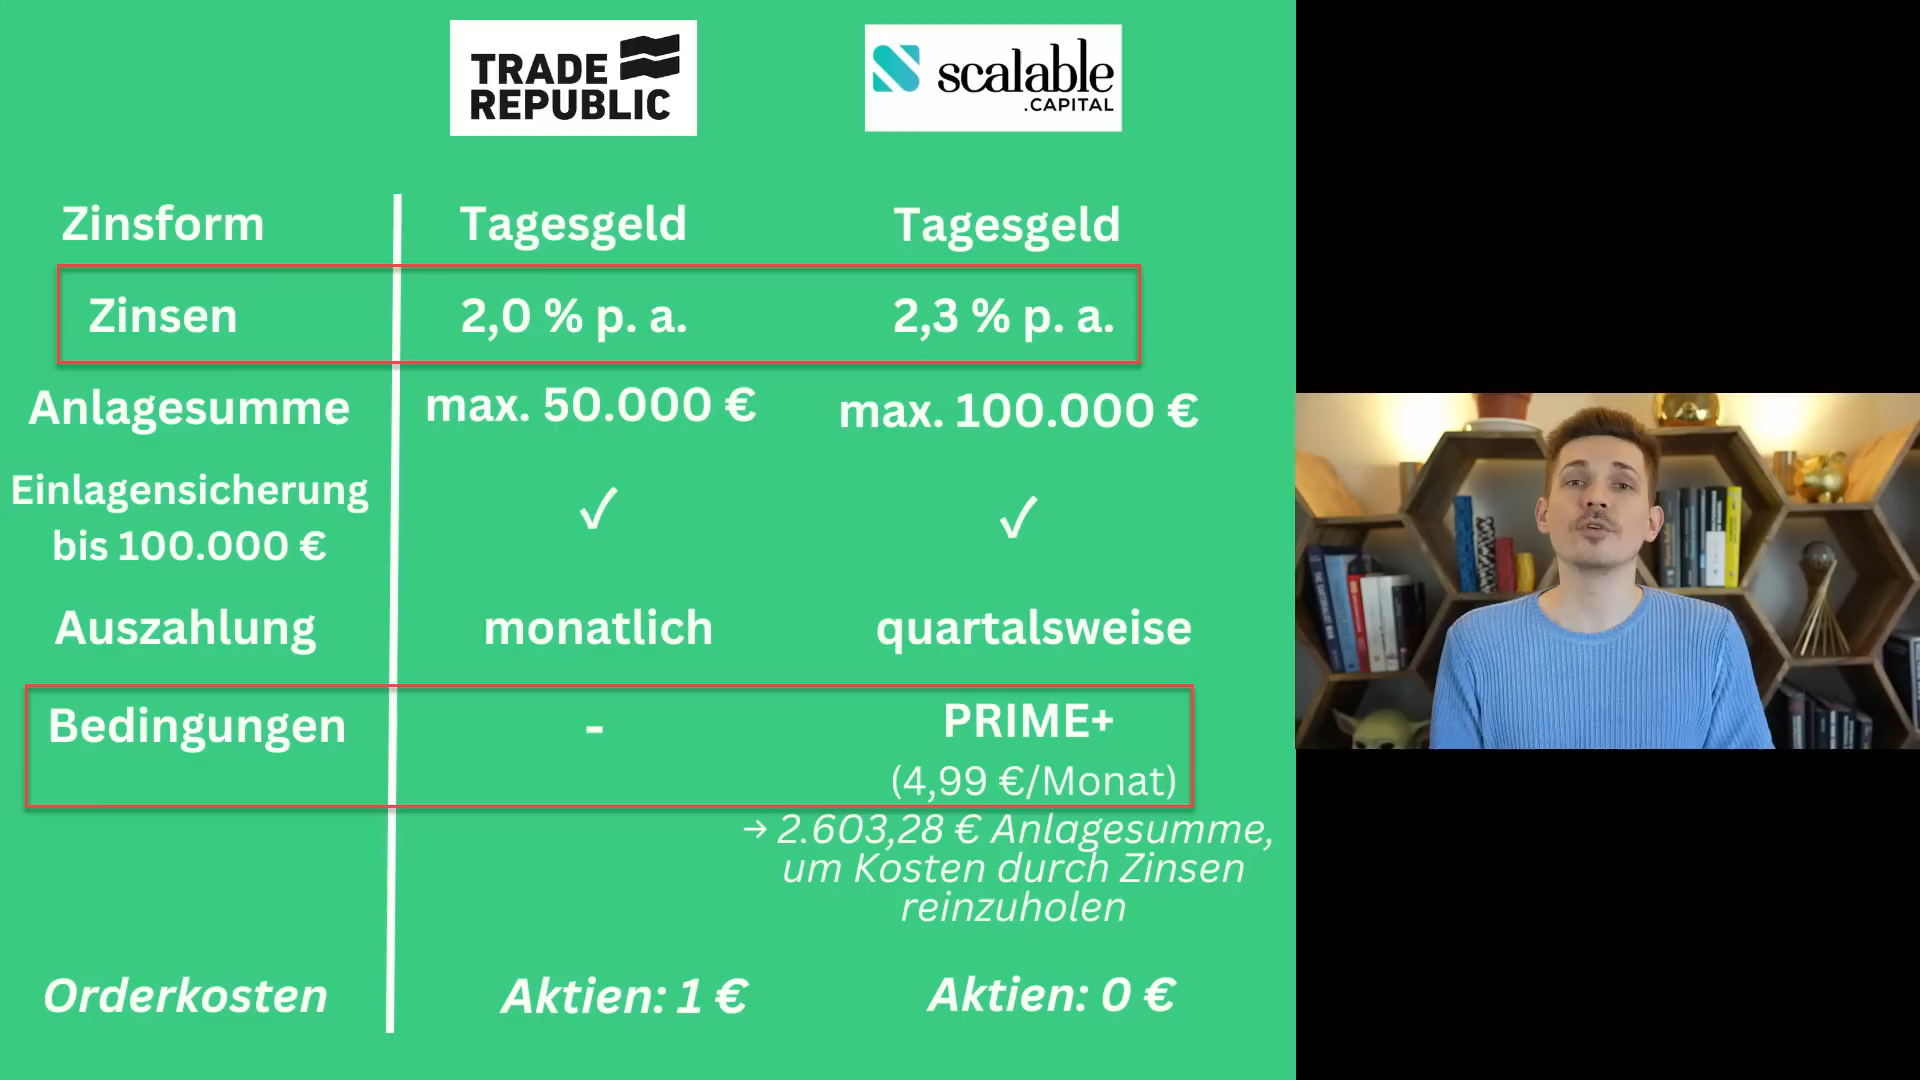 TRADE
REPUBLIC
scalable
.CAPITAL
Zinsform Tagesgeld Tagesgeld
Zinsen 2,0 % p. a. 2,3 % p. a.
Anlagesumme max. 50.000 € max. 100.000 €
Einlagensicherung
bis 100.000 € ✓ ✓
Auszahlung monatlich quartalsweise
Bedingungen - PRIME+
(4,99 €/Monat)
→ 2.603,28 € Anlagesumme,
um Kosten durch Zinsen
reinzuholen
Orderkosten Aktien: 1 € Aktien: 0 €